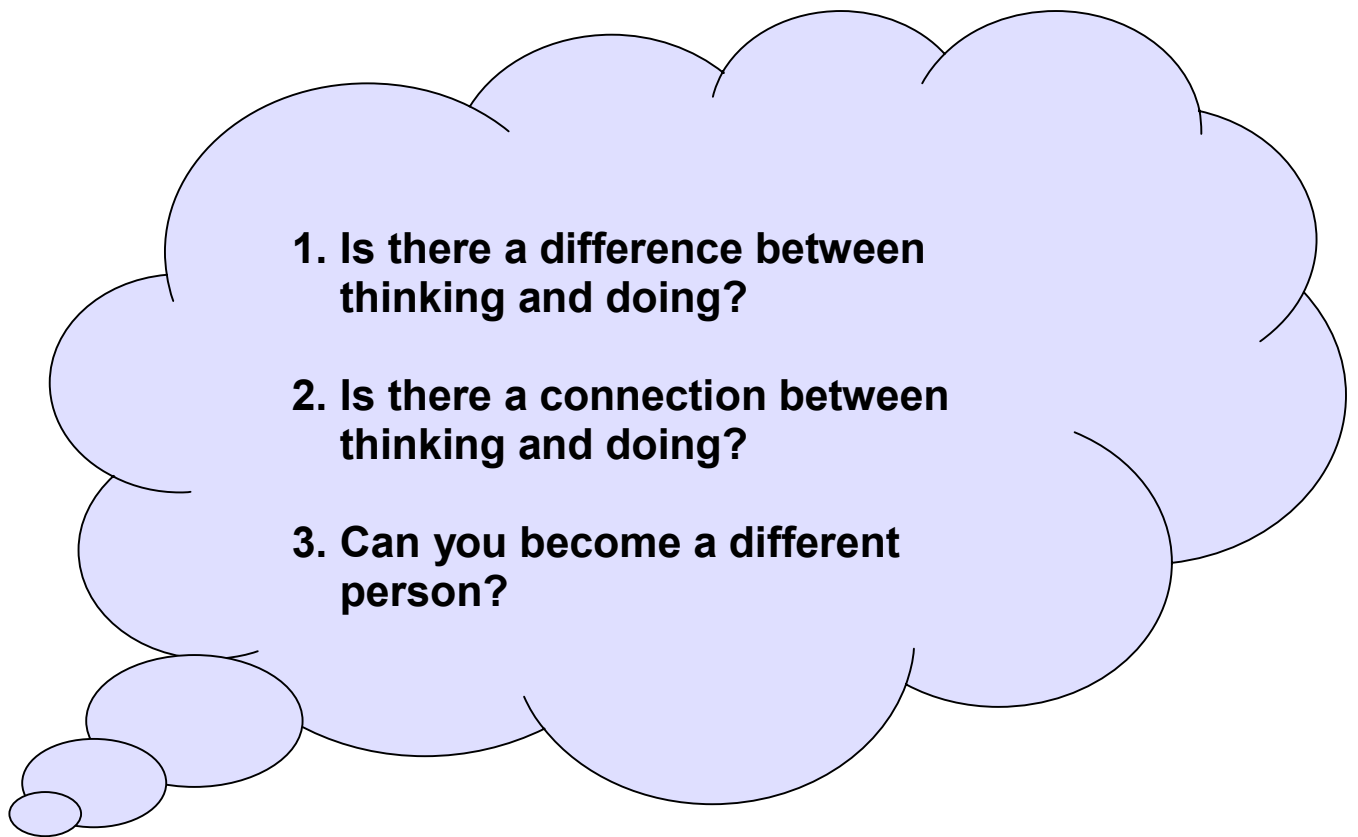 1. Is there a difference between
thinking and doing?
2. Is there a connection between
thinking and doing?
3. Can you become a different
person?